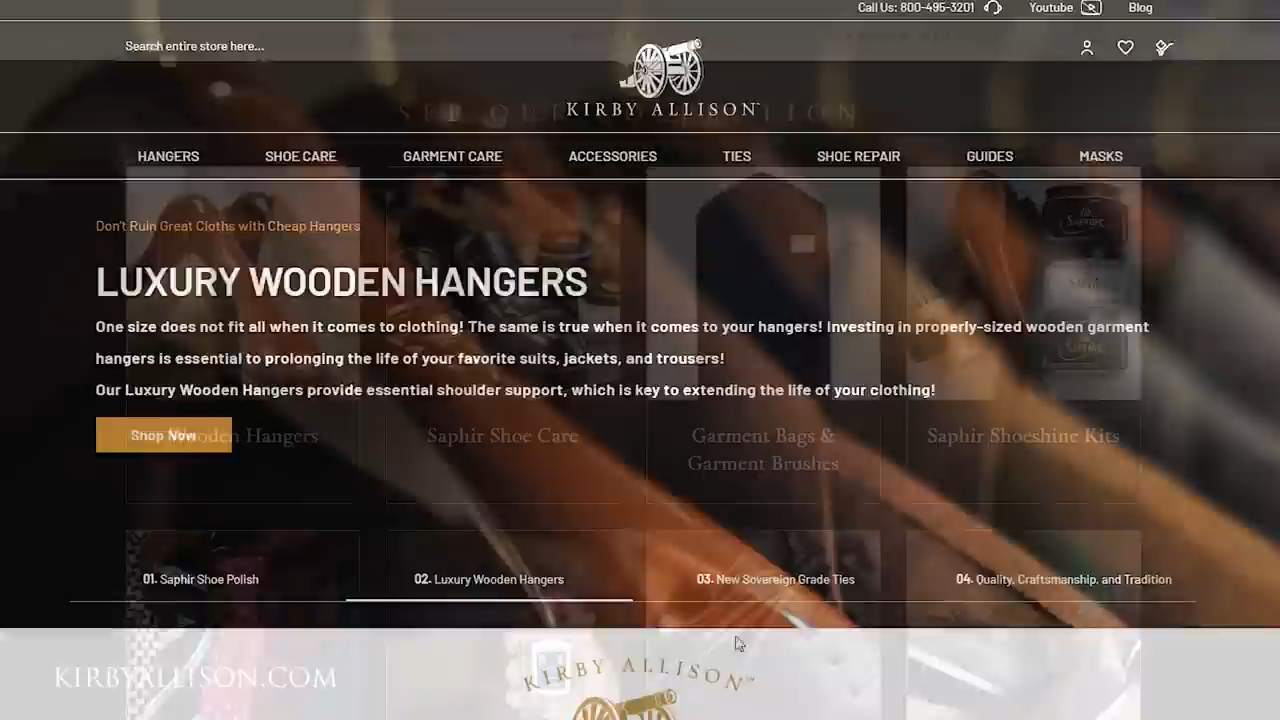 Call Us: 800-495-3201
Youtube
Blog
Search entire store here...
KIRBY ALLISON
HANGERS
SHOE CARE
GARMENT CARE
ACCESSORIES
TIES
SHOE REPAIR
GUIDES
MASKS
Don't Ruin Great Cloths with Cheap Hangers
LUXURY WOODEN HANGERS
One size does not fit all when it comes to clothing! The same is true when it comes to your hangers! Investing in properly-sized wooden garment
hangers is essential to prolonging the life of your favorite suits, jackets, and trousers!
Our Luxury Wooden Hangers provide essential shoulder support, which is key to extending the life of your clothing!
Shop Now
Wooden Hangers
Saphir Shoe Care
Garment Bags &
Garment Brushes
Saphir Shoeshine Kits
01. Saphir Shoe Polish
02. Luxury Wooden Hangers
03. New Sovereign Grade Ties
04. Quality, Craftsmanship, and Tradition
KIRBYALLISON.COM
KIRBY ALLISON™